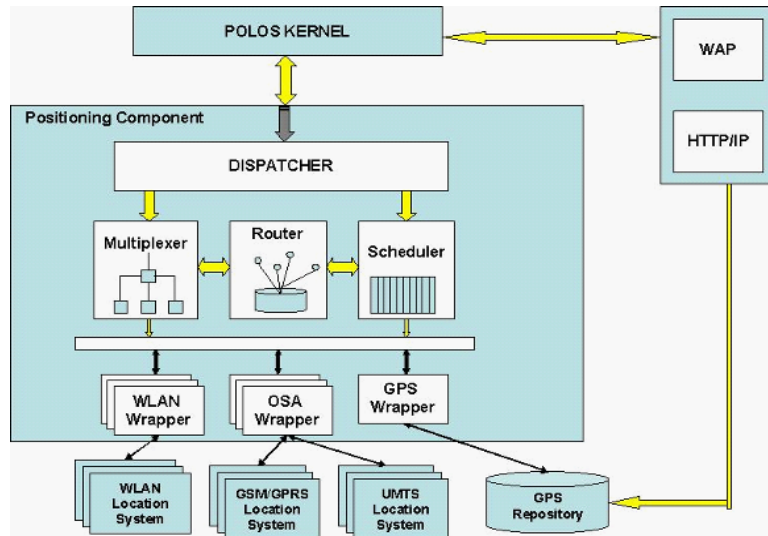 POLOS KERNEL
WAP
HTTP/IP
Positioning Component
DISPATCHER
Multiplexer
Router
Scheduler
WLAN
Wrapper
OSA
Wrapper
GPS
Wrapper
WLAN
Location
System
GSM/GPRS
Location
System
UMTS
Location
System
GPS
Repository